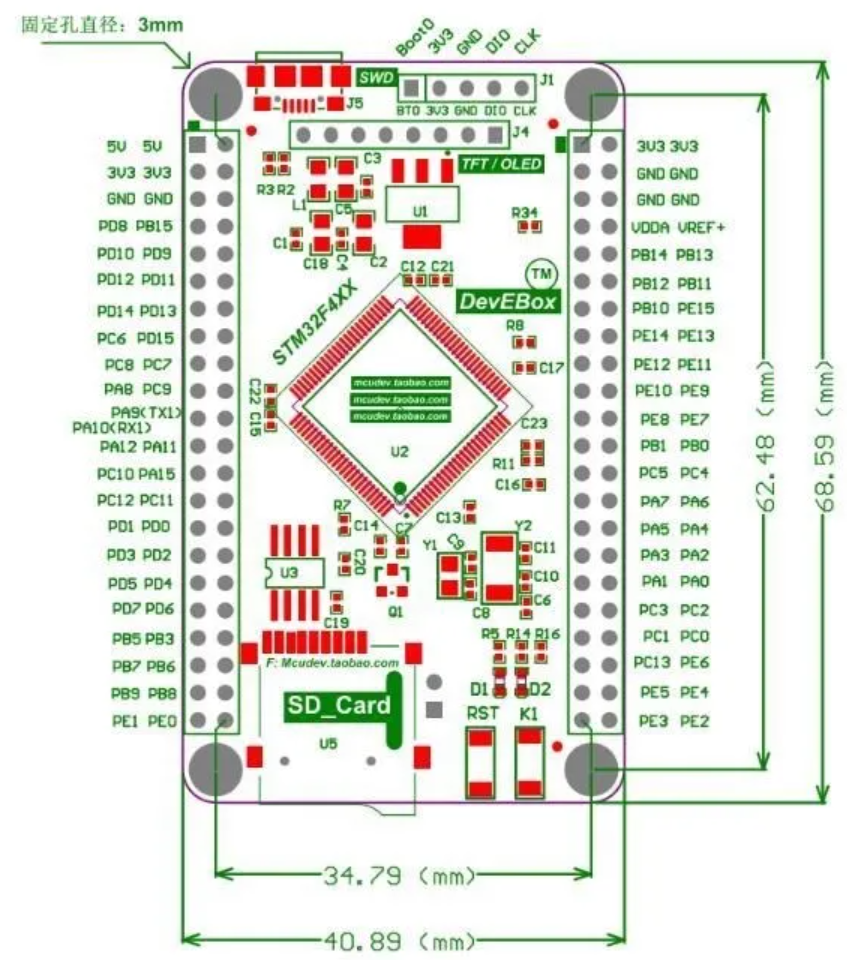 固定孔直径：3mm
Boot0 3V3 GND DIO CLK
SWD
J1
J5
BT0 3V3 GND DIO CLK
J4
TFT / OLED
5V 5V
3V3 3V3
GND GND
PD8 PB15
PD10 PD9
PD12 PD11
PD14 PD13
PC6 PD15
PC8 PC7
PA8 PC9
PA9(TX1)
PA10(RX1)
PA12 PA11
PC10 PA15
PC12 PC11
PD1 PD0
PD3 PD2
PD5 PD4
PD7 PD6
PB5 PB3
PB7 PB6
PB9 PB8
PE1 PE0
C3
R3 R2
L1
C5
U1
R34
C1
C18
C4
C2
C12 C21
TM
DevEBox
STM32F4XX
R8
C17
C22
C15
mcudev.taobao.com
mcudev.taobao.com
mcudev.taobao.com
U2
C23
R11
C16
R7
C14
C7
C13
Y2
Y1
C9
C11
U3
C20
C10
Q1
C6
C19
C8
R5 R14 R16
F: Mcudev.taobao.com
D1 D2
SD_Card
RST K1
U5
3V3 3V3
GND GND
GND GND
VDDA VREF+
PB14 PB13
PB12 PB11
PB10 PE15
PE14 PE13
PE12 PE11
PE10 PE9
PE8 PE7
PB1 PB0
PC5 PC4
PA7 PA6
PA5 PA4
PA3 PA2
PA1 PA0
PC3 PC2
PC1 PC0
PC13 PE6
PE5 PE4
PE3 PE2
62.48 (mm)
68.59 (mm)
34.79 (mm)
40.89 (mm)